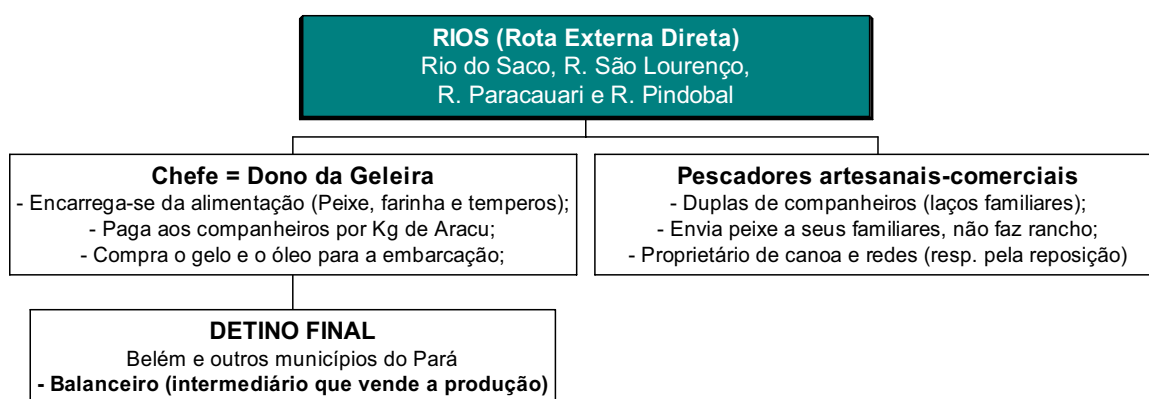 RIOS (Rota Externa Direta)
Rio do Saco, R. São Lourenço,
R. Paracauari e R. Pindobal
Chefe = Dono da Geleira
- Encarrega-se da alimentação (Peixe, farinha e temperos);
- Paga aos companheiros por Kg de Aracu;
- Compra o gelo e o óleo para a embarcação;
Pescadores artesanais-comerciais
- Duplas de companheiros (laços familiares);
- Envia peixe a seus familiares, não faz rancho;
- Proprietário de canoa e redes (resp. pela reposição)
DETINO FINAL
Belém e outros municípios do Pará
- Balanceiro (intermediário que vende a produção)